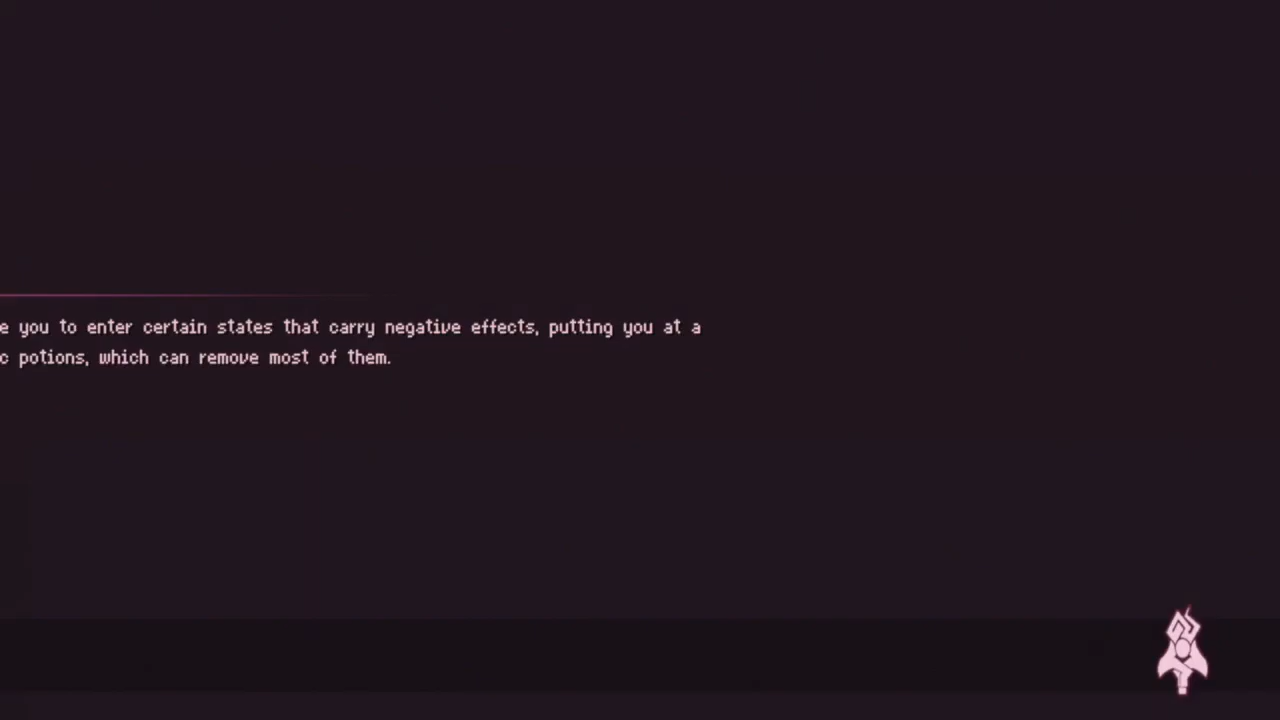 e you to enter certain states that carry negative effects, putting you at a
c potions, which can remove most of them.